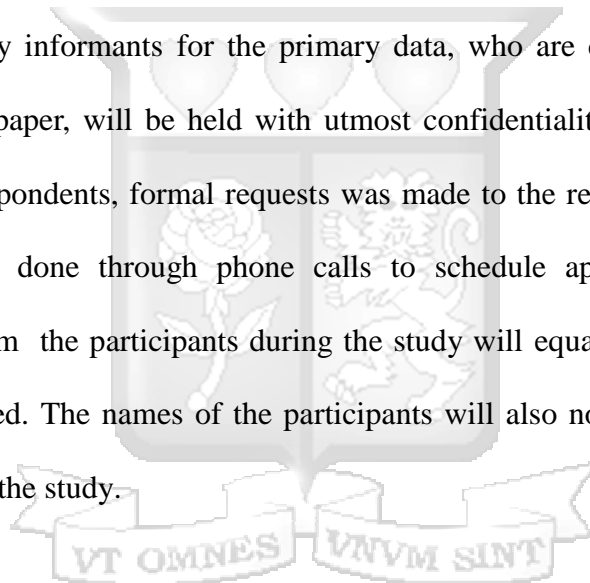 y informants for the primary data, who are
paper, will be held with utmost confidentialit
pondents, formal requests was made to the re
done through phone calls to schedule ap
m the participants during the study will equa
ed. The names of the participants will also no
the study.
VT OMNES VNVM SINT